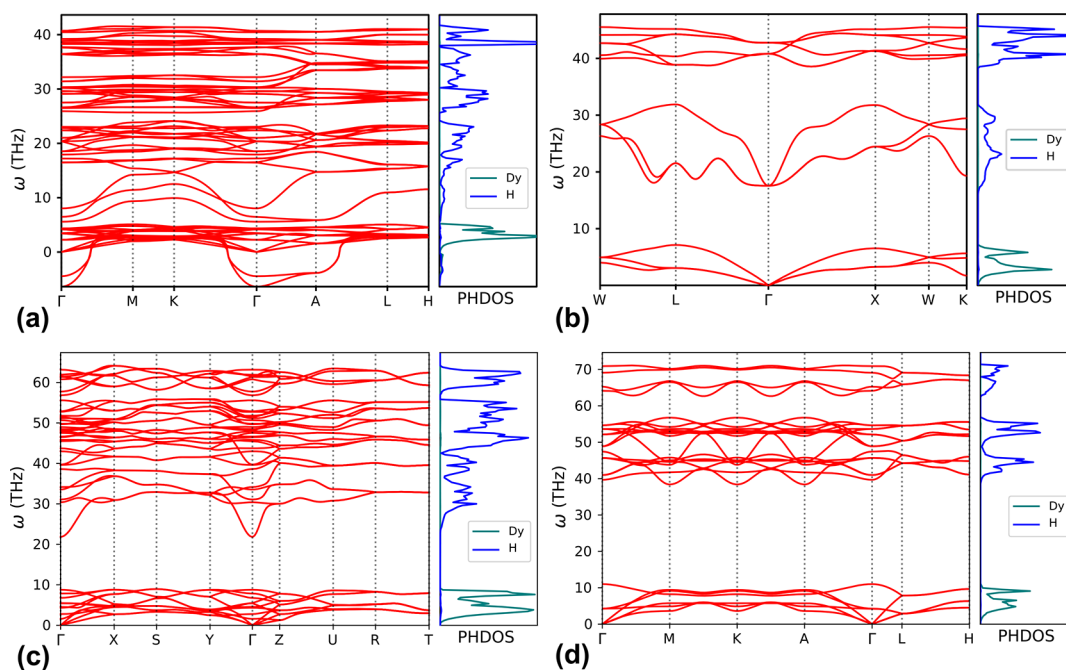 40
30
20
10
0
ω (THz)
Γ M K Γ A L H
Dy
H
PHDOS
(a)
40
30
20
10
0
ω (THz)
W L Γ X W K
Dy
H
PHDOS
(b)
60
50
40
30
20
10
0
ω (THz)
Γ X S Y Γ Z U R T
Dy
H
PHDOS
(c)
70
60
50
40
30
20
10
0
ω (THz)
Γ M K A Γ L H
Dy
H
PHDOS
(d)